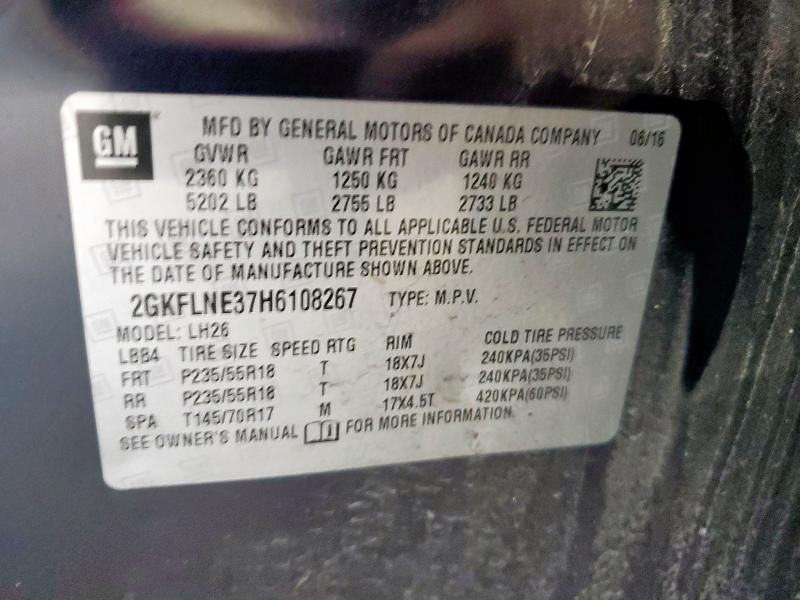 GM MFD BY GENERAL MOTORS OF CANADA COMPANY 08/16
GVWR GAWR FRT GAWR RR
2360 KG 1250 KG 1240 KG
5202 LB 2755 LB 2733 LB
THIS VEHICLE CONFORMS TO ALL APPLICABLE U.S. FEDERAL MOTOR
VEHICLE SAFETY AND THEFT PREVENTION STANDARDS IN EFFECT ON
THE DATE OF MANUFACTURE SHOWN ABOVE.
2GKFLNE37H6108267 TYPE: M.P.V.
MODEL: LH26
LBB4 TIRE SIZE SPEED RTG RIM COLD TIRE PRESSURE
FRT P235/55R18 T 18X7J 240KPA(35PSI)
RR P235/55R18 T 18X7J 240KPA(35PSI)
SPA T145/70R17 M 17X4.5T 420KPA(60PSI)
SEE OWNER'S MANUAL FOR MORE INFORMATION.